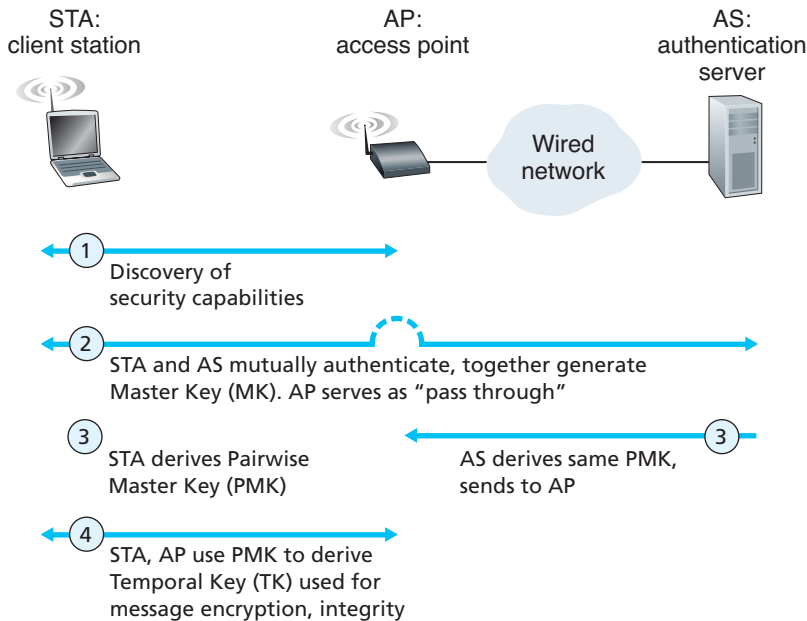 STA:
client station
AP:
access point
AS:
authentication
server
Wired
network
1
Discovery of
security capabilities
2
STA and AS mutually authenticate, together generate
Master Key (MK). AP serves as “pass through”
3
STA derives Pairwise
Master Key (PMK)
3
AS derives same PMK,
sends to AP
4
STA, AP use PMK to derive
Temporal Key (TK) used for
message encryption, integrity